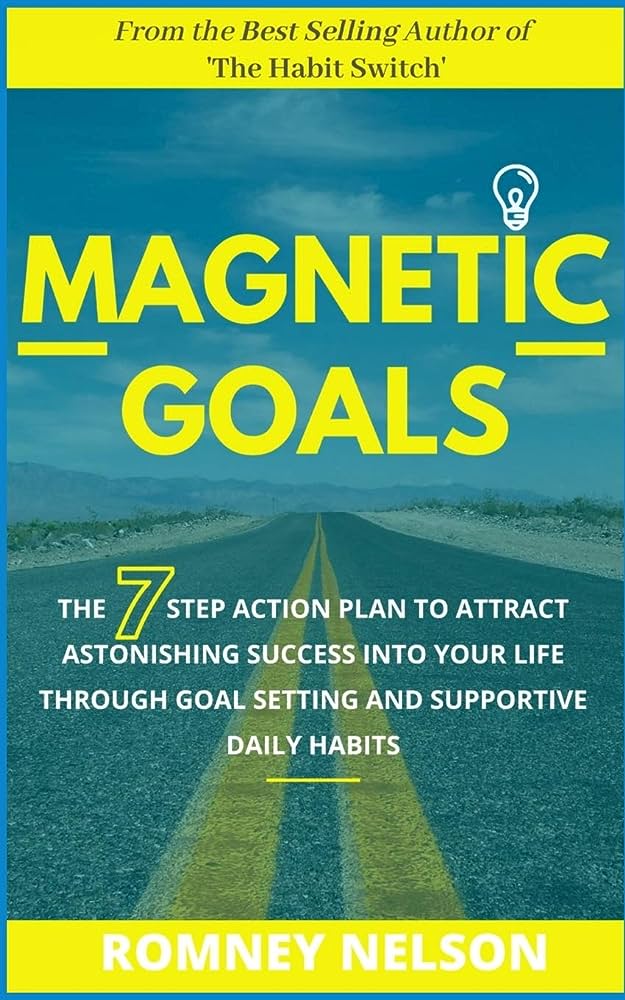 From the Best Selling Author of
'The Habit Switch'
MAGNETIC
GOALS
THE 7 STEP ACTION PLAN TO ATTRACT
ASTONISHING SUCCESS INTO YOUR LIFE
THROUGH GOAL SETTING AND SUPPORTIVE
DAILY HABITS
ROMNEY NELSON